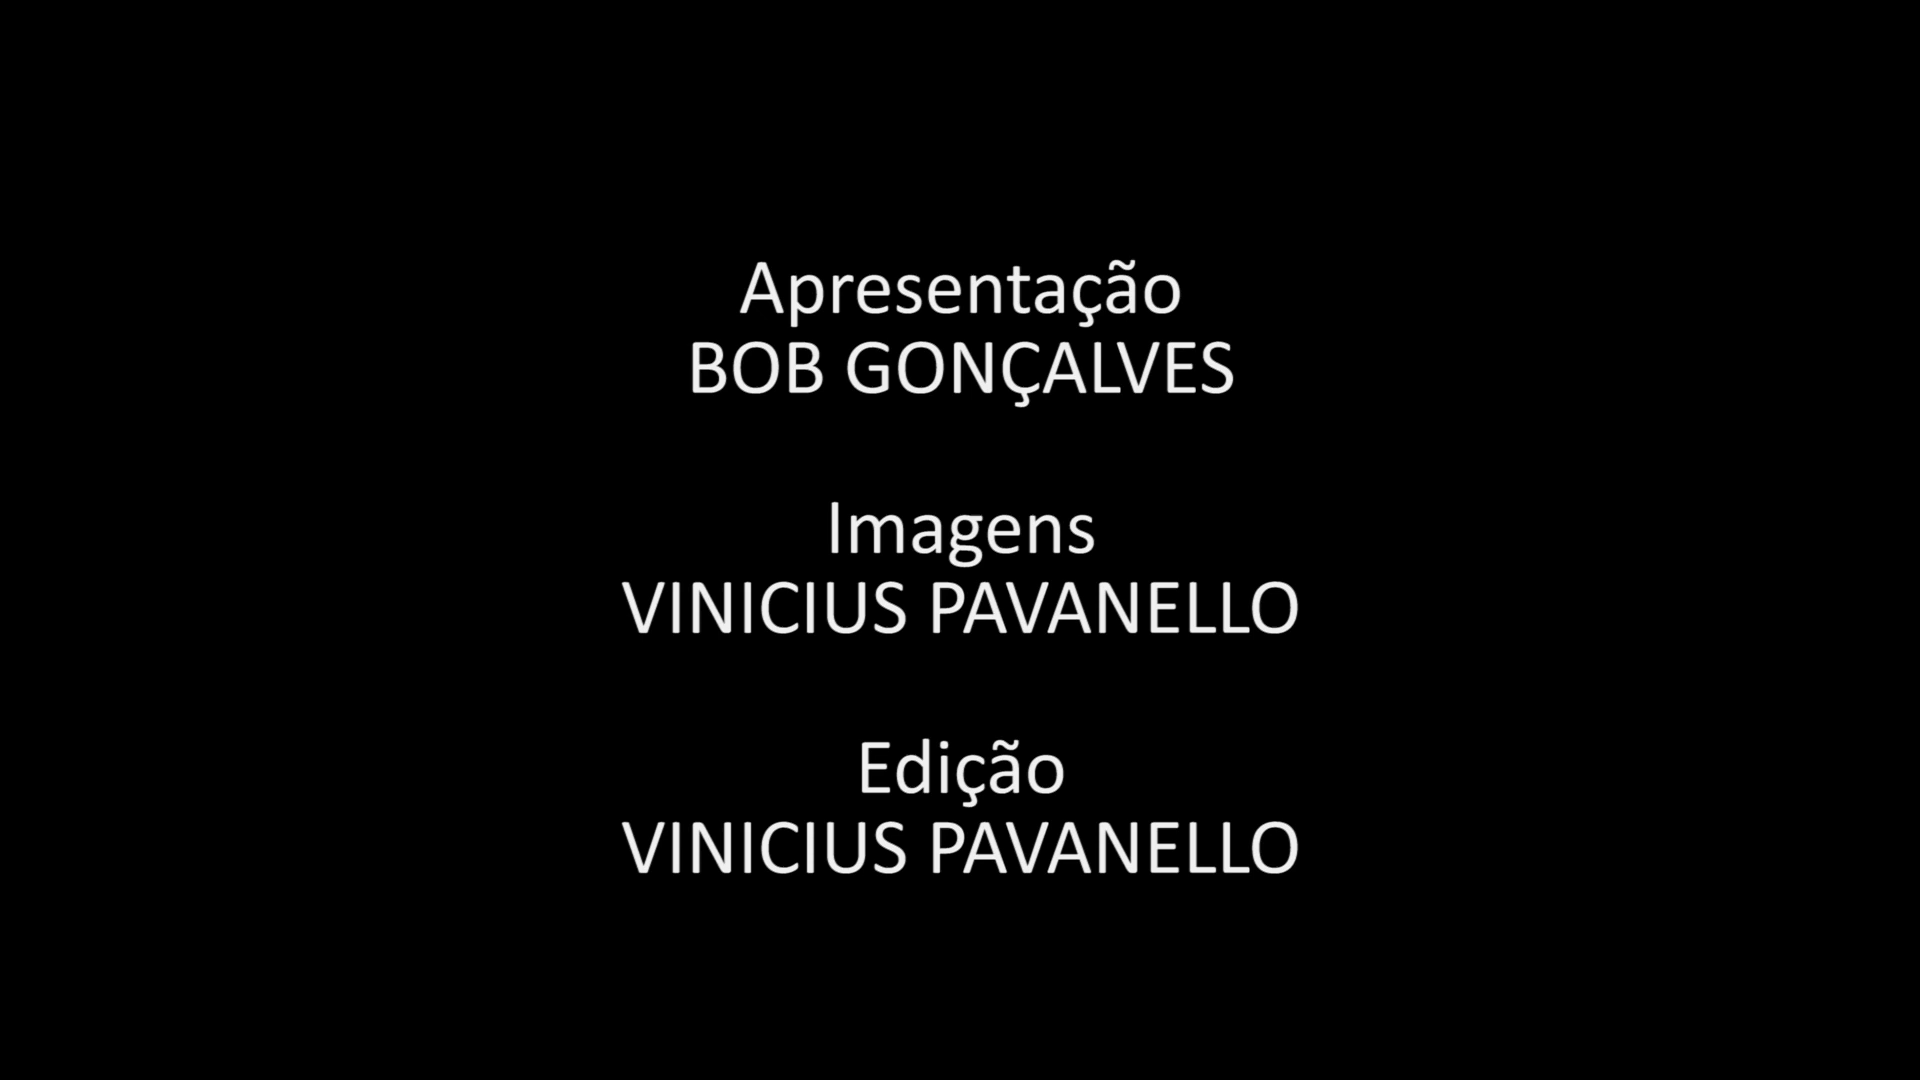 Apresentação
BOB GONÇALVES
Imagens
VINICIUS PAVANELLO
Edição
VINICIUS PAVANELLO